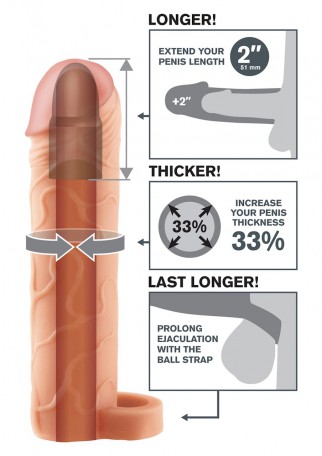 LONGER!
EXTEND YOUR
PENIS LENGTH
2"
51 mm
+2"
THICKER!
33%
INCREASE
YOUR PENIS
THICKNESS
33%
LAST LONGER!
PROLONG
EJACULATION
WITH THE
BALL STRAP